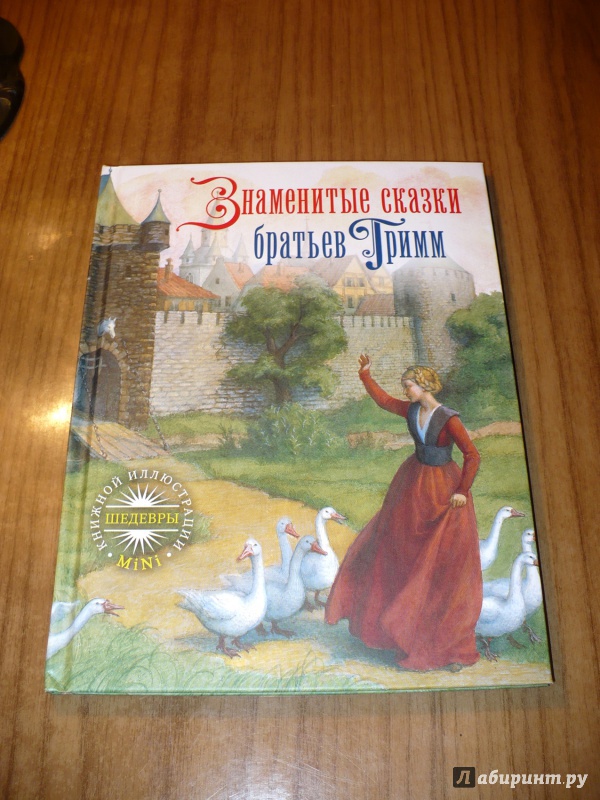 Знаменитые сказки
братьев Гримм
• КНИЖНОЙ ИЛЛЮСТРАЦИИ •
ШЕДЕВРЫ
MiNi
Лабиринт.ру